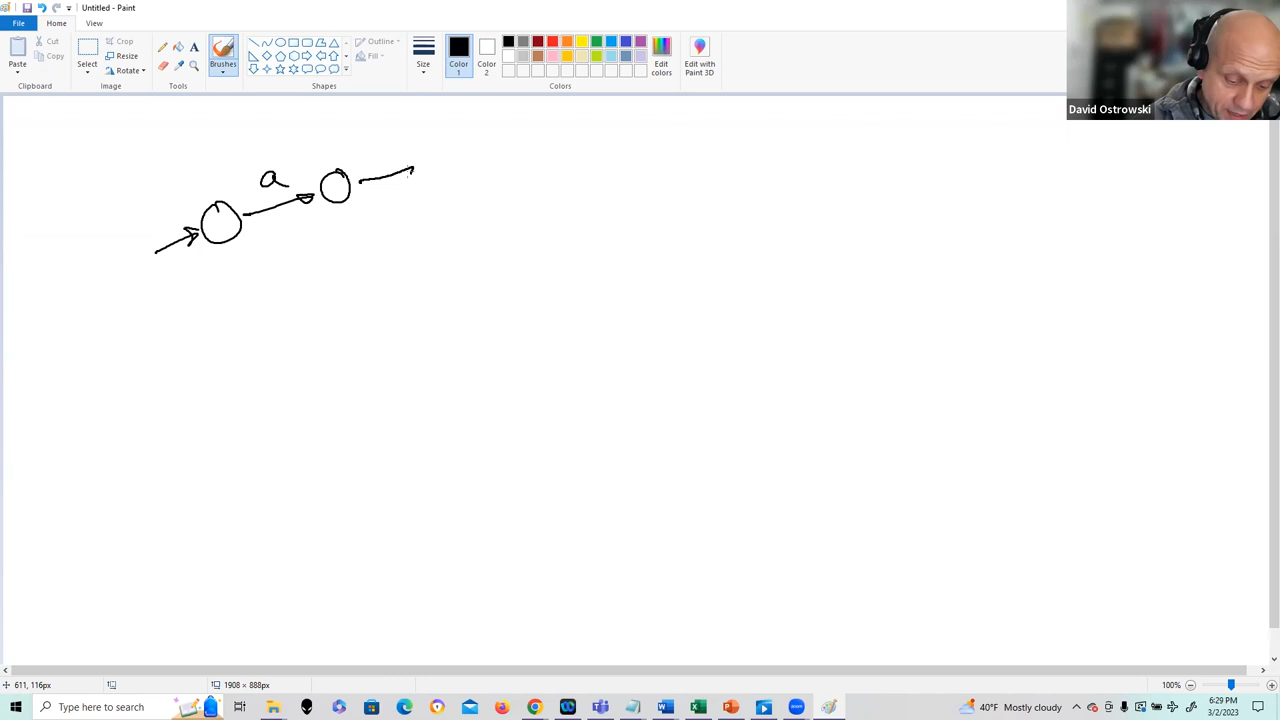 Untitled - Paint
File
Home
View
Paste
Cut
Copy
Clipboard
Select
Crop
Resize
Rotate
Image
A
Tools
Brushes
Outline
Fill
Shapes
Size
Color 1
Color 2
Edit colors
Edit with Paint 3D
Colors
David Ostrowski
a
611, 116px
1908 × 888px
100%
Type here to search
40°F Mostly cloudy
6:29 PM
3/2/2023